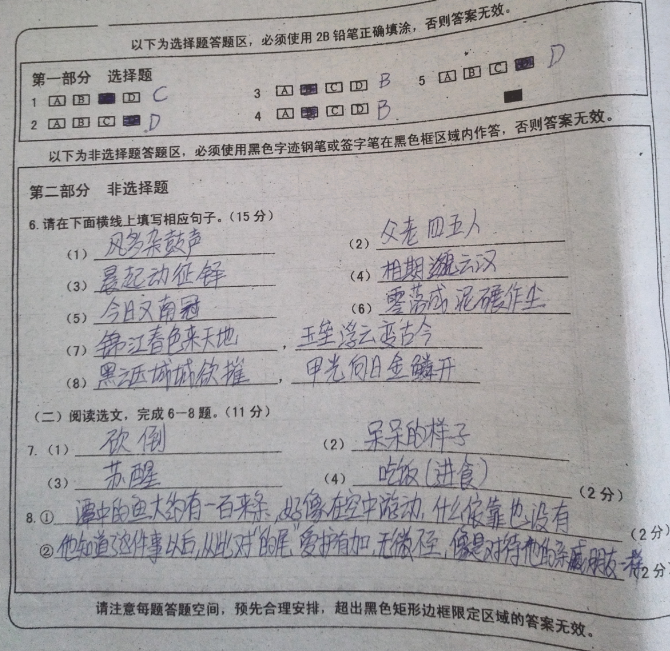 以下为选择题答题区，必须使用2B铅笔正确填涂，否则答案无效。
第一部分 选择题
1 A B D C 3 A C D B 5 A B C D
2 A B C D 4 A C D B
以下为非选择题答题区，必须使用黑色字迹钢笔或签字笔在黑色框区域内作答，否则答案无效。
第二部分 非选择题
6.请在下面横线上填写相应句子。(15分)
(1) 风多杂鼓声 (2) 父老四五人
(3) 晨起动征铎 (4) 相期邈云汉
(5) 今日又南冠 (6) 零落成泥碾作尘
(7) 锦江春色来天地，玉垒浮云变古今
(8) 黑云压城城欲摧，甲光向日金鳞开
(二) 阅读选文，完成6—8题。(11分)
7.(1) 砍倒 (2) 呆呆的样子
(3) 苏醒 (4) 吃饭(进食) (2分)
8.① 潭中的鱼大约有一百来条，好像在空中游动，什么依靠也没有 (2分)
②他知道了这件事以后，从此对"的尾"爱护有加，无微不至，像是对待他的亲戚朋友一样 2分
请注意每题答题空间，预先合理安排，超出黑色矩形边框限定区域的答案无效。